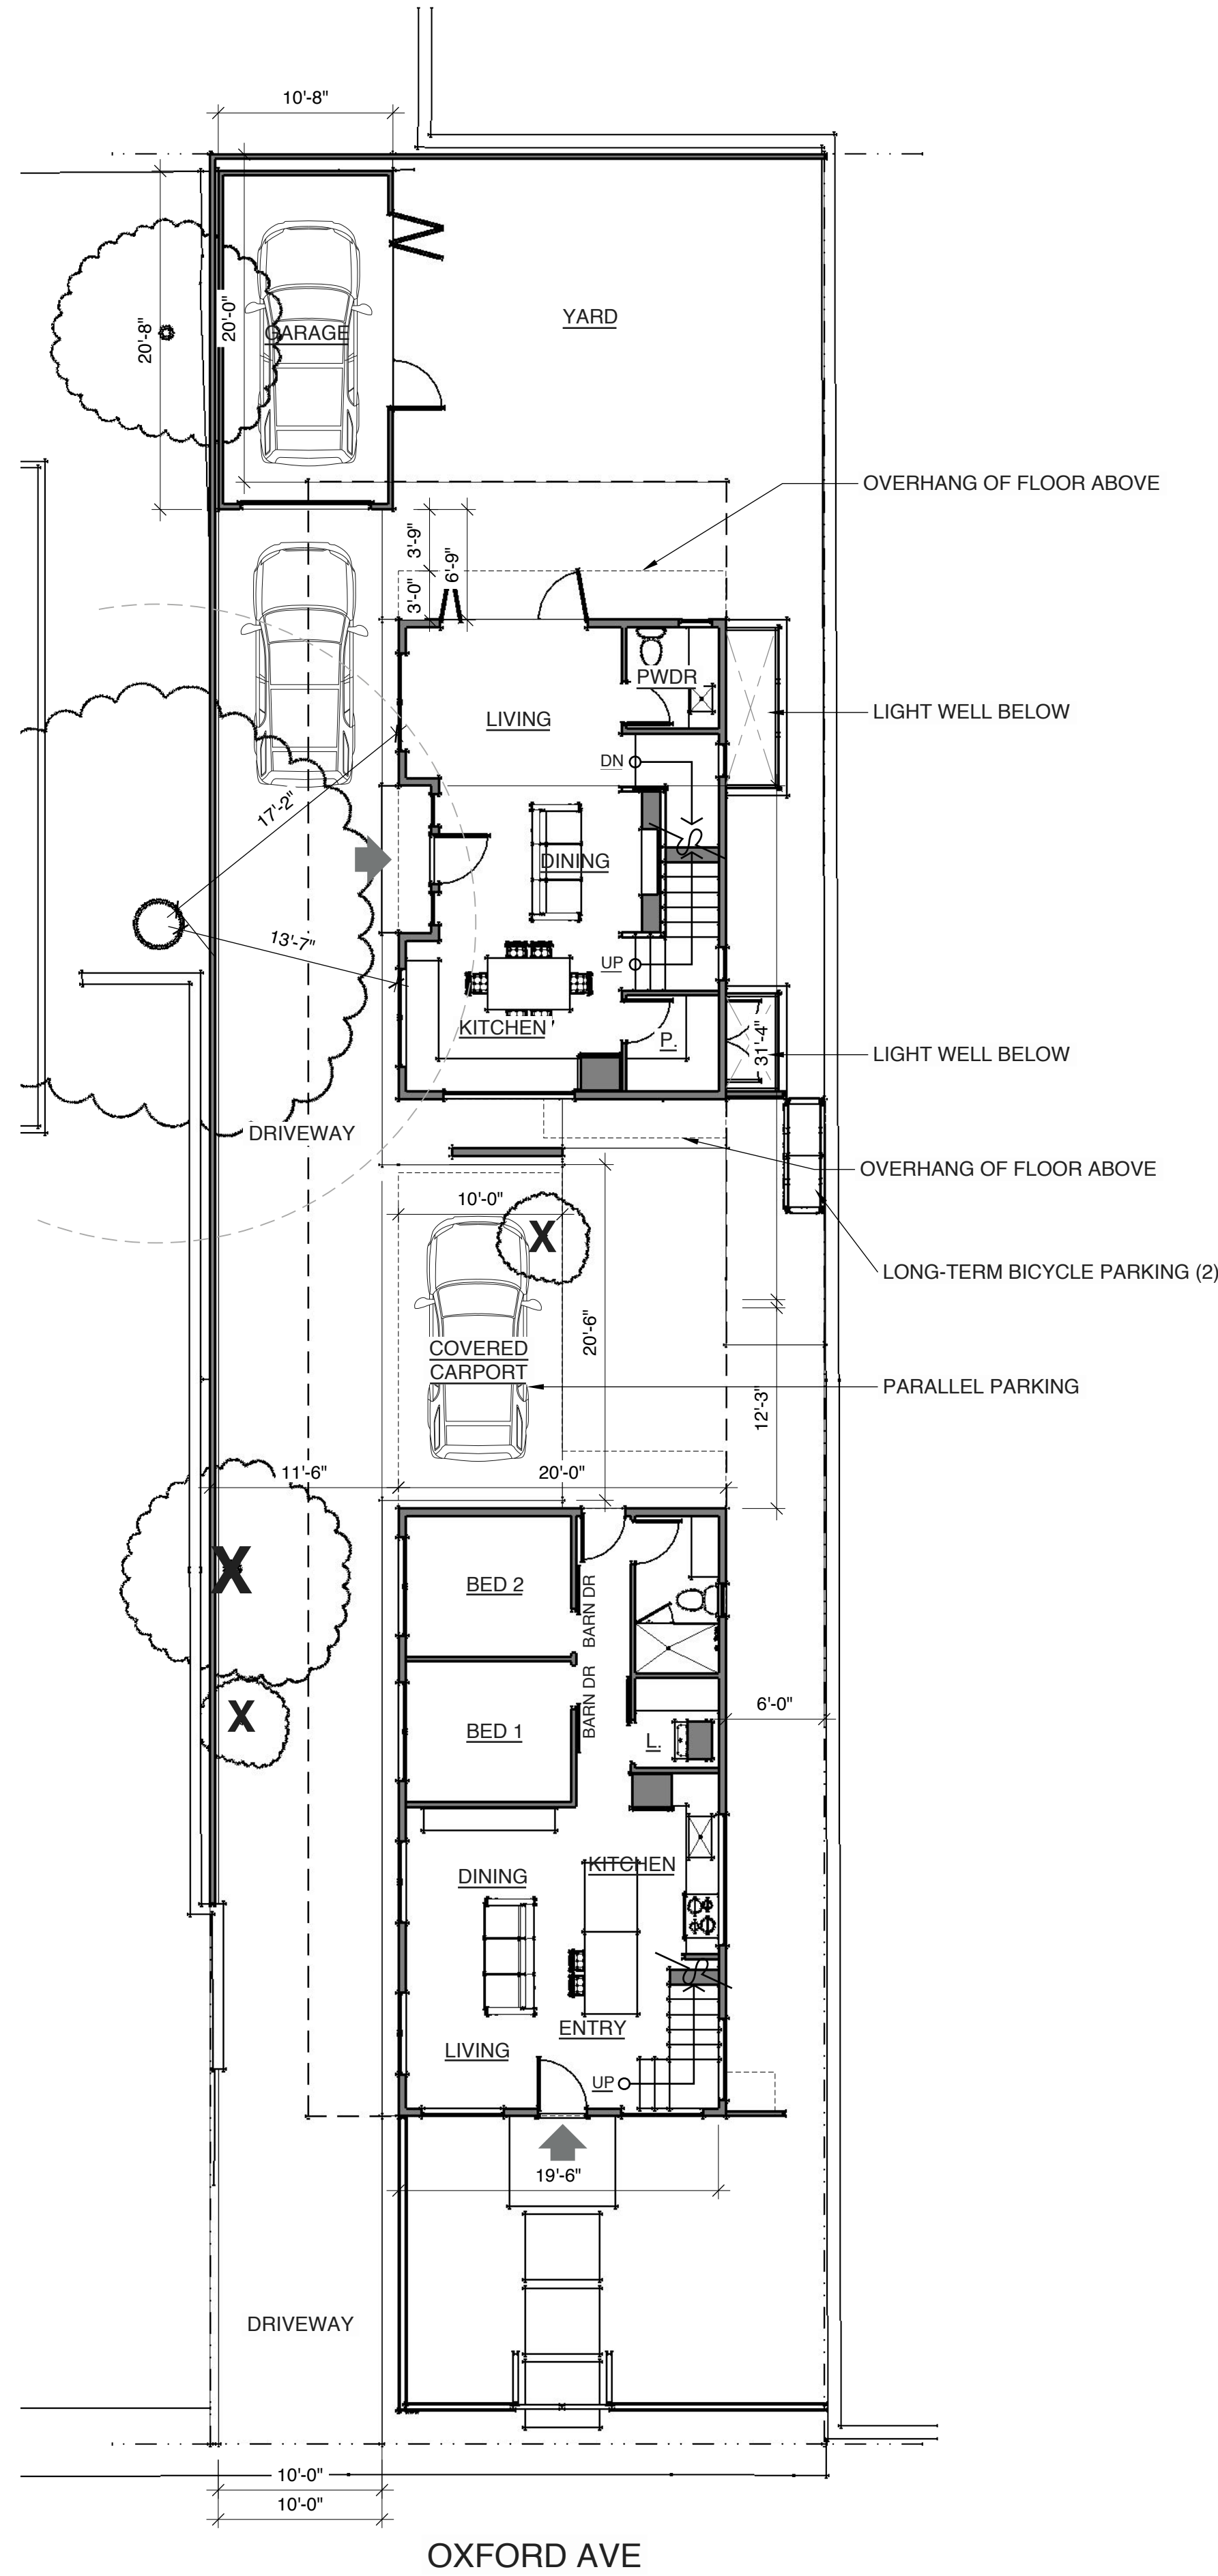 10'-8"
YARD
20'-8"
20'-0"
GARAGE
OVERHANG OF FLOOR ABOVE
3'-9"
6'-9"
3'-0"
PWDR
LIVING
LIGHT WELL BELOW
DN
17'-2"
DINING
13'-7"
UP
KITCHEN
P.
31'-4"
LIGHT WELL BELOW
DRIVEWAY
OVERHANG OF FLOOR ABOVE
10'-0"
X
LONG-TERM BICYCLE PARKING (2)
20'-6"
COVERED
CARPORT
PARALLEL PARKING
12'-3"
11'-6"
20'-0"
X
BED 2
BARN DR
BARN DR
6'-0"
X
BED 1
L.
KITCHEN
DINING
ENTRY
LIVING
UP
19'-6"
DRIVEWAY
10'-0"
10'-0"
OXFORD AVE